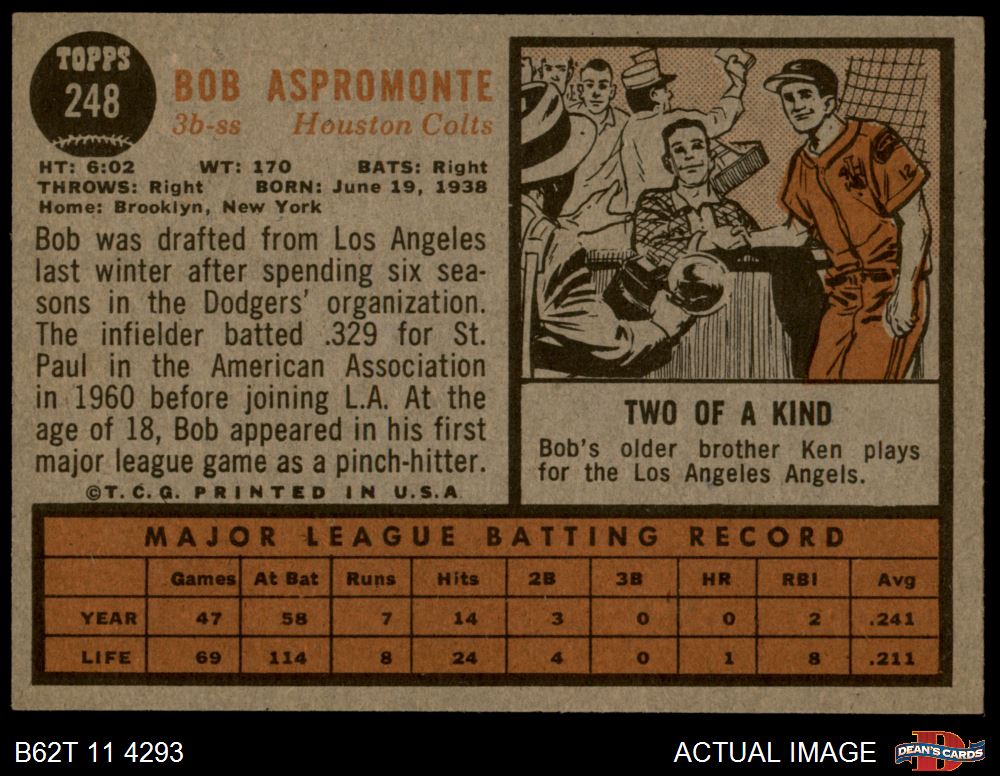 TOPPS
248
BOB ASPROMONTE
3b-ss Houston Colts
HT: 6:02 WT: 170 BATS: Right
THROWS: Right BORN: June 19, 1938
Home: Brooklyn, New York
Bob was drafted from Los Angeles
last winter after spending six sea-
sons in the Dodgers' organization.
The infielder batted .329 for St.
Paul in the American Association
in 1960 before joining L.A. At the
age of 18, Bob appeared in his first
major league game as a pinch-hitter.
©T.C.G. PRINTED IN U.S.A.
12
TWO OF A KIND
Bob's older brother Ken plays
for the Los Angeles Angels.
MAJOR LEAGUE BATTING RECORD
Games At Bat Runs Hits 2B 3B HR RBI Avg
YEAR 47 58 7 14 3 0 0 2 .241
LIFE 69 114 8 24 4 0 1 8 .211
B62T 11 4293
ACTUAL IMAGE
D
DEAN'S CARDS